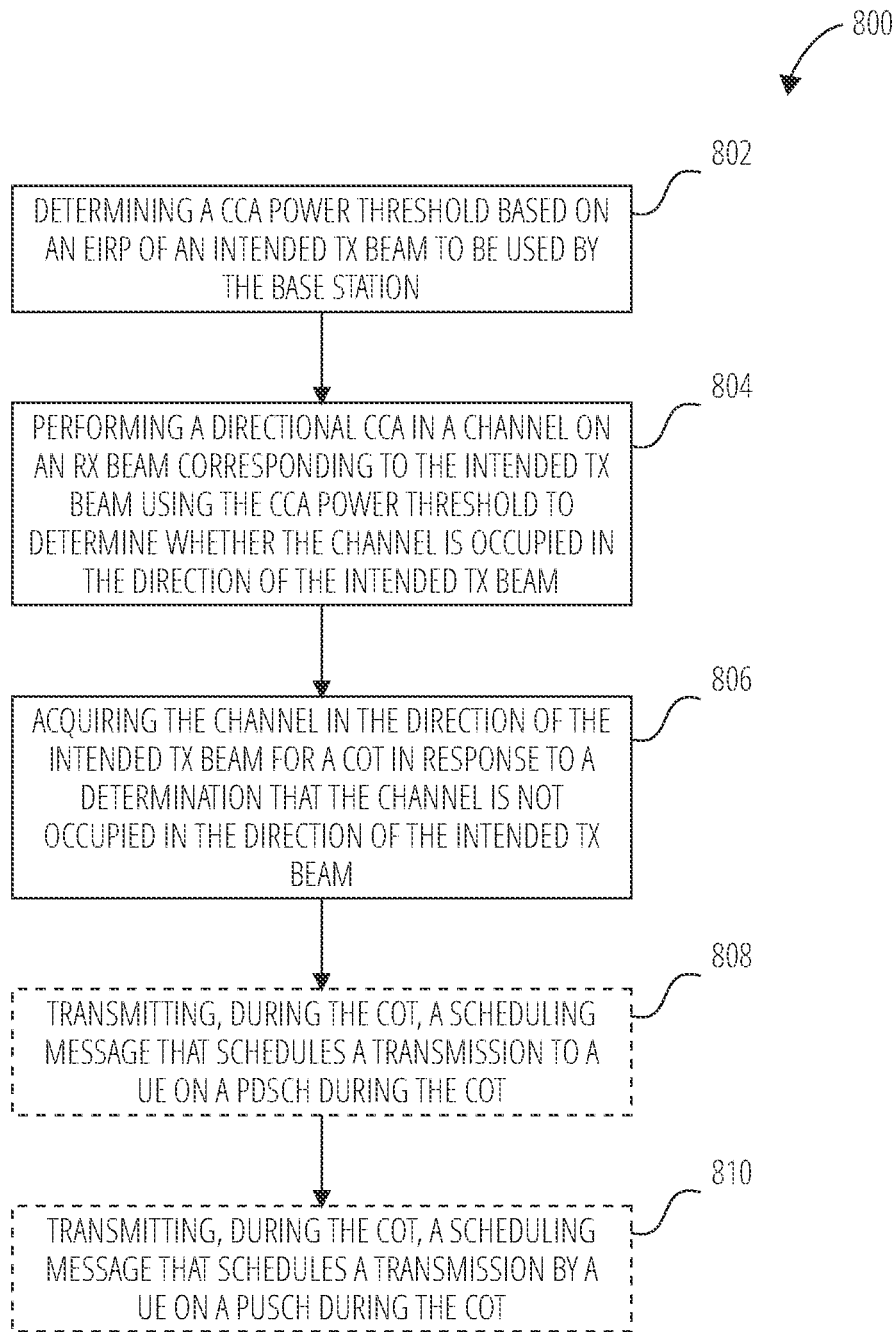 800
802
DETERMINING A CCA POWER THRESHOLD BASED ON
AN EIRP OF AN INTENDED TX BEAM TO BE USED BY
THE BASE STATION
804
PERFORMING A DIRECTIONAL CCA IN A CHANNEL ON
AN RX BEAM CORRESPONDING TO THE INTENDED TX
BEAM USING THE CCA POWER THRESHOLD TO
DETERMINE WHETHER THE CHANNEL IS OCCUPIED IN
THE DIRECTION OF THE INTENDED TX BEAM
806
ACQUIRING THE CHANNEL IN THE DIRECTION OF THE
INTENDED TX BEAM FOR A COT IN RESPONSE TO A
DETERMINATION THAT THE CHANNEL IS NOT
OCCUPIED IN THE DIRECTION OF THE INTENDED TX
BEAM
808
TRANSMITTING, DURING THE COT, A SCHEDULING
MESSAGE THAT SCHEDULES A TRANSMISSION TO A
UE ON A PDSCH DURING THE COT
810
TRANSMITTING, DURING THE COT, A SCHEDULING
MESSAGE THAT SCHEDULES A TRANSMISSION BY A
UE ON A PUSCH DURING THE COT